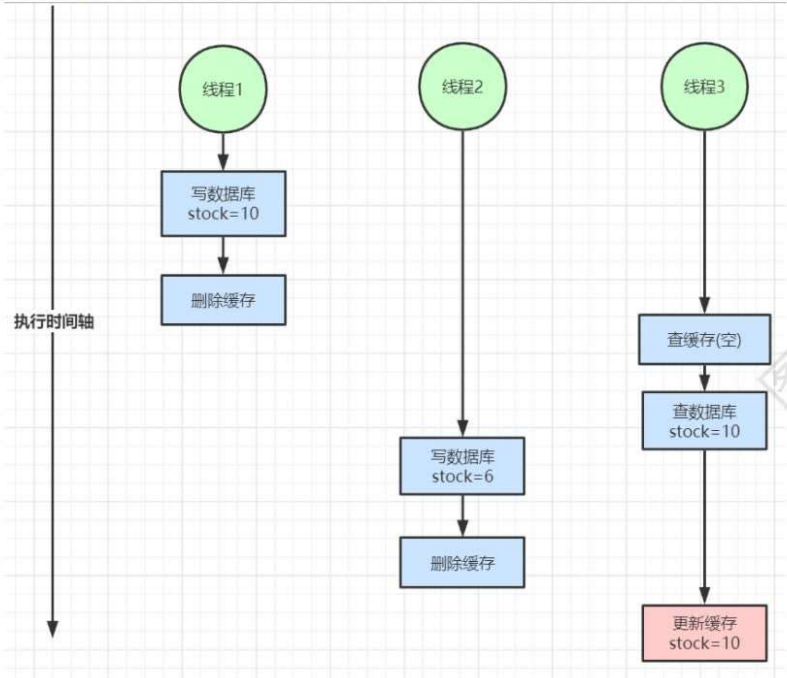 线程1
线程2
线程3
写数据库
stock=10
删除缓存
执行时间轴
查缓存(空)
查数据库
stock=10
写数据库
stock=6
删除缓存
更新缓存
stock=10